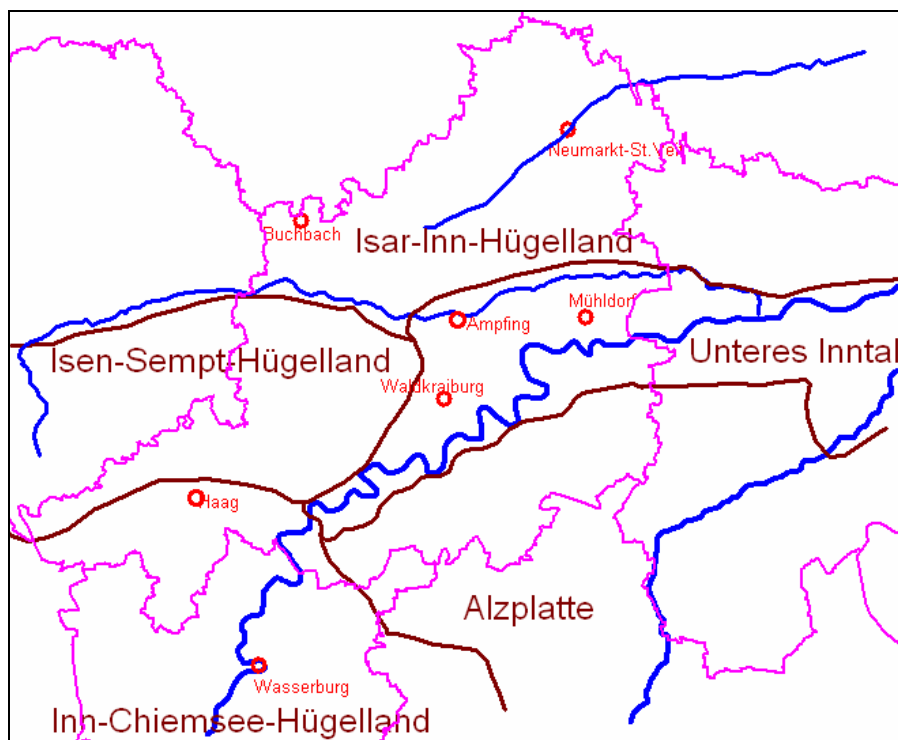 Neumarkt-St.Veit
Buchbach
Isar-Inn-Hügelland
Mühldorf
Ampfing
Isen-Sempt-Hügelland
Unteres Inntal
Waldkraiburg
Haag
Alzplatte
Wasserburg
Inn-Chiemsee-Hügelland